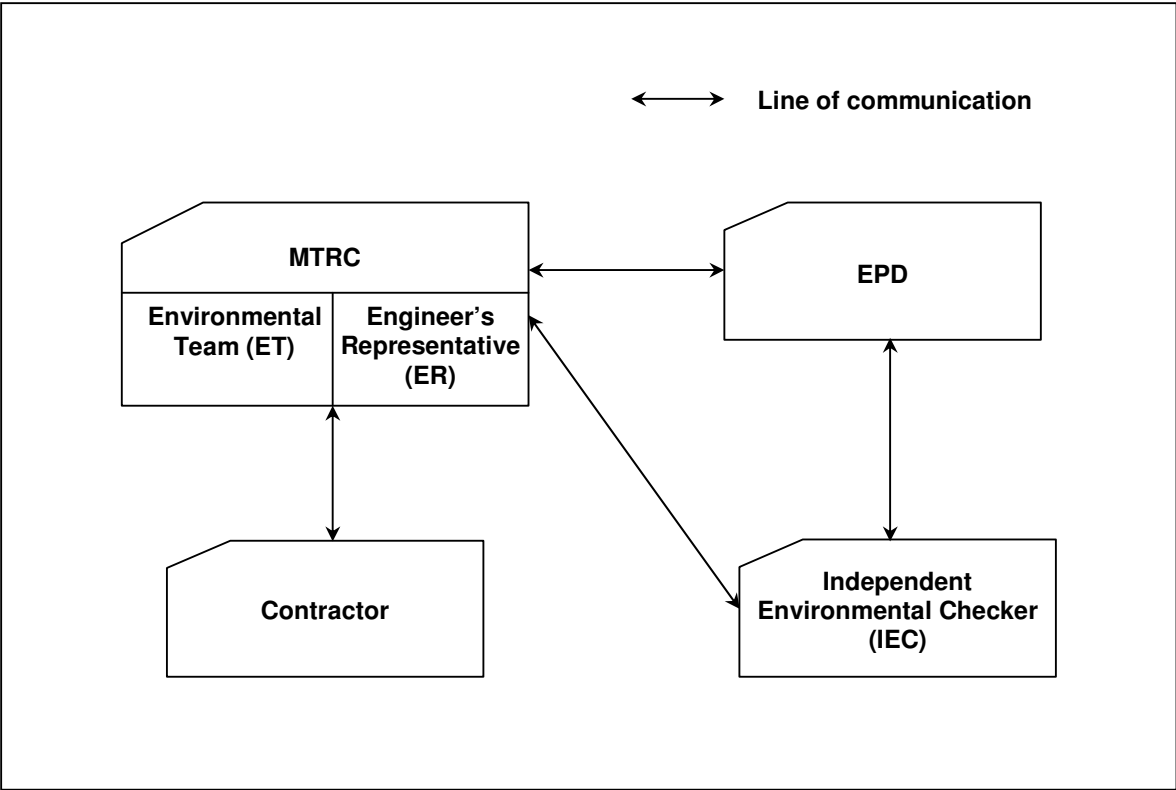 Line of communication
MTRC
Environmental
Team (ET)
Engineer’s
Representative
(ER)
EPD
Contractor
Independent
Environmental Checker
(IEC)